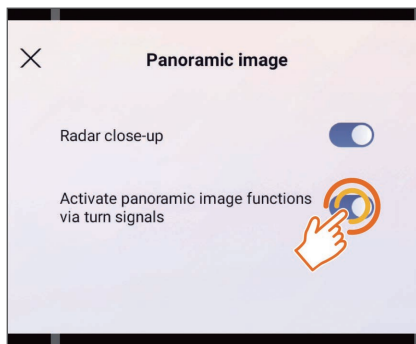 Panoramic image
Radar close-up
Activate panoramic image functions
via turn signals